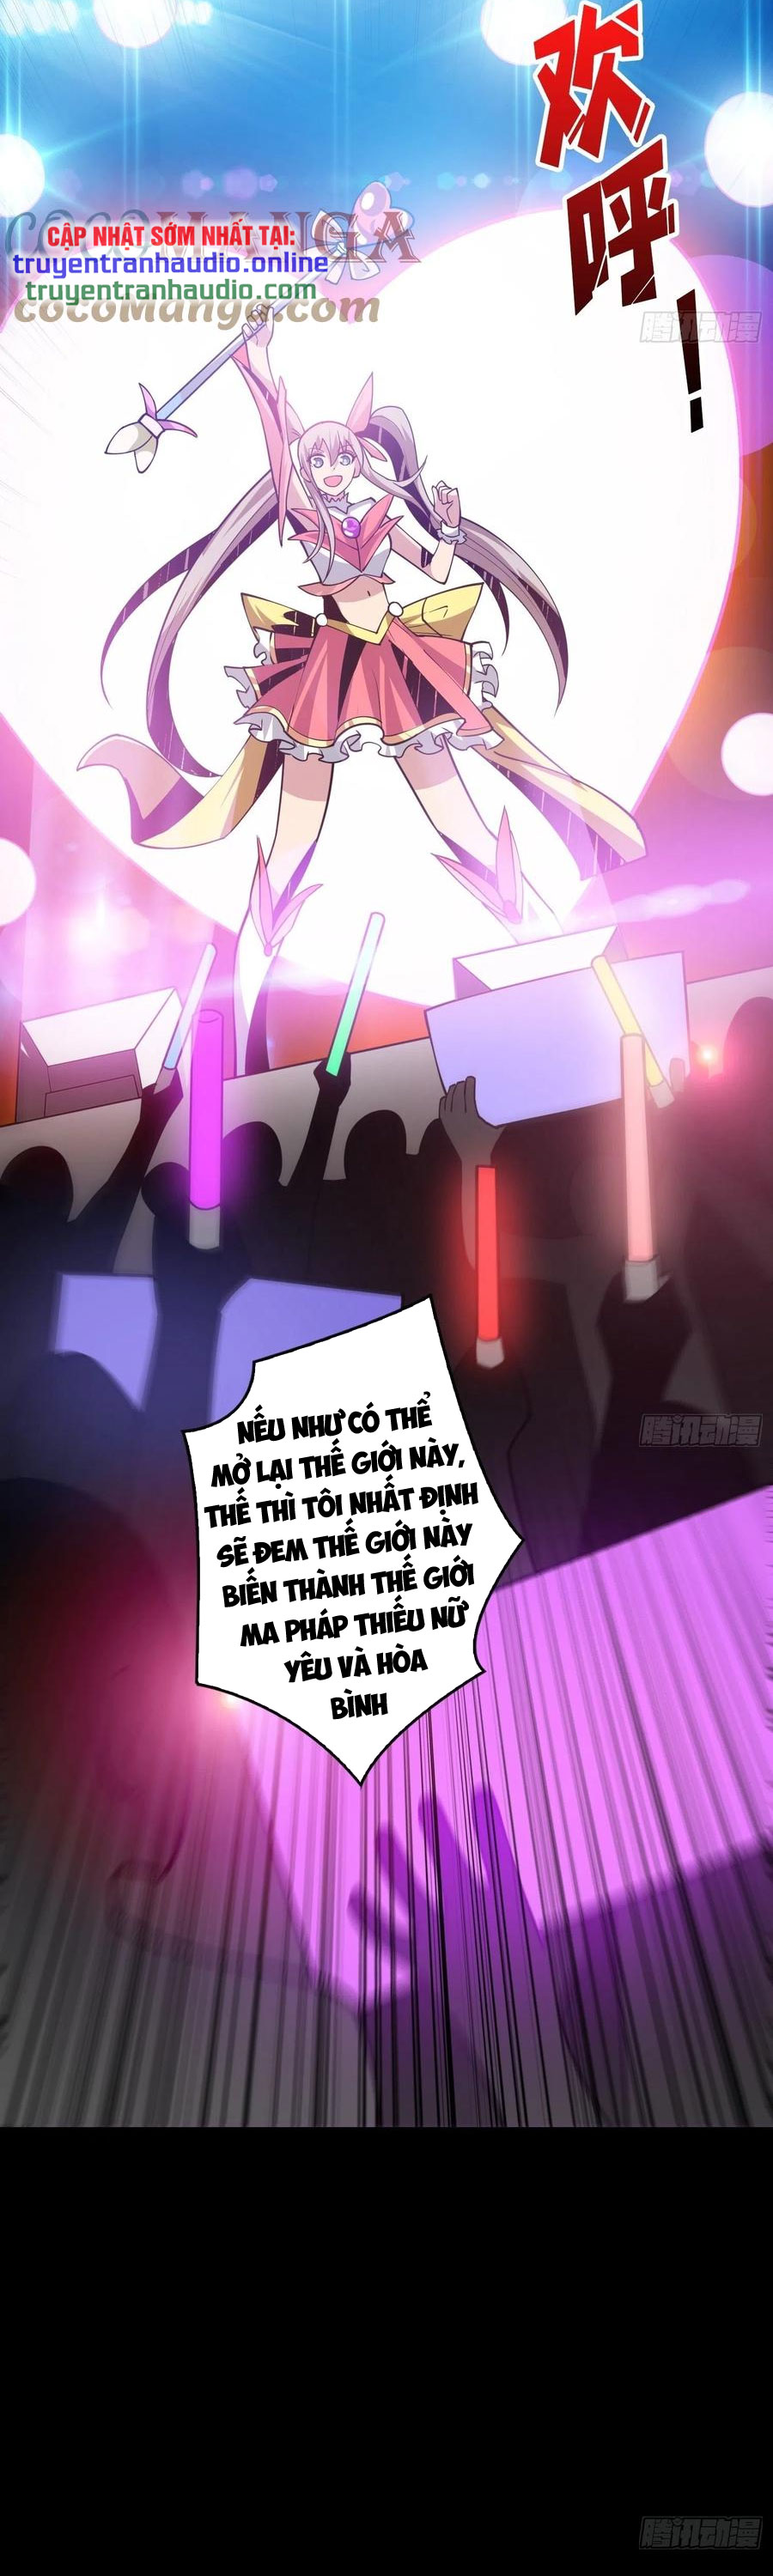 欢
呼
!
COCOMANGA
CẬP NHẬT SỚM NHẤT TẠI:
truyentranhaudio.online
truyentranhaudio.com
cocomanga.com
腾讯动漫
NẾU NHƯ CÓ THỂ
MỞ LẠI THẾ GIỚI NÀY,
THẾ THÌ TÔI NHẤT ĐỊNH
SẼ ĐEM THẾ GIỚI NÀY
BIẾN THÀNH THẾ GIỚI
MA PHÁP THIẾU NỮ
YÊU VÀ HÒA
BÌNH
腾讯动漫
腾讯动漫